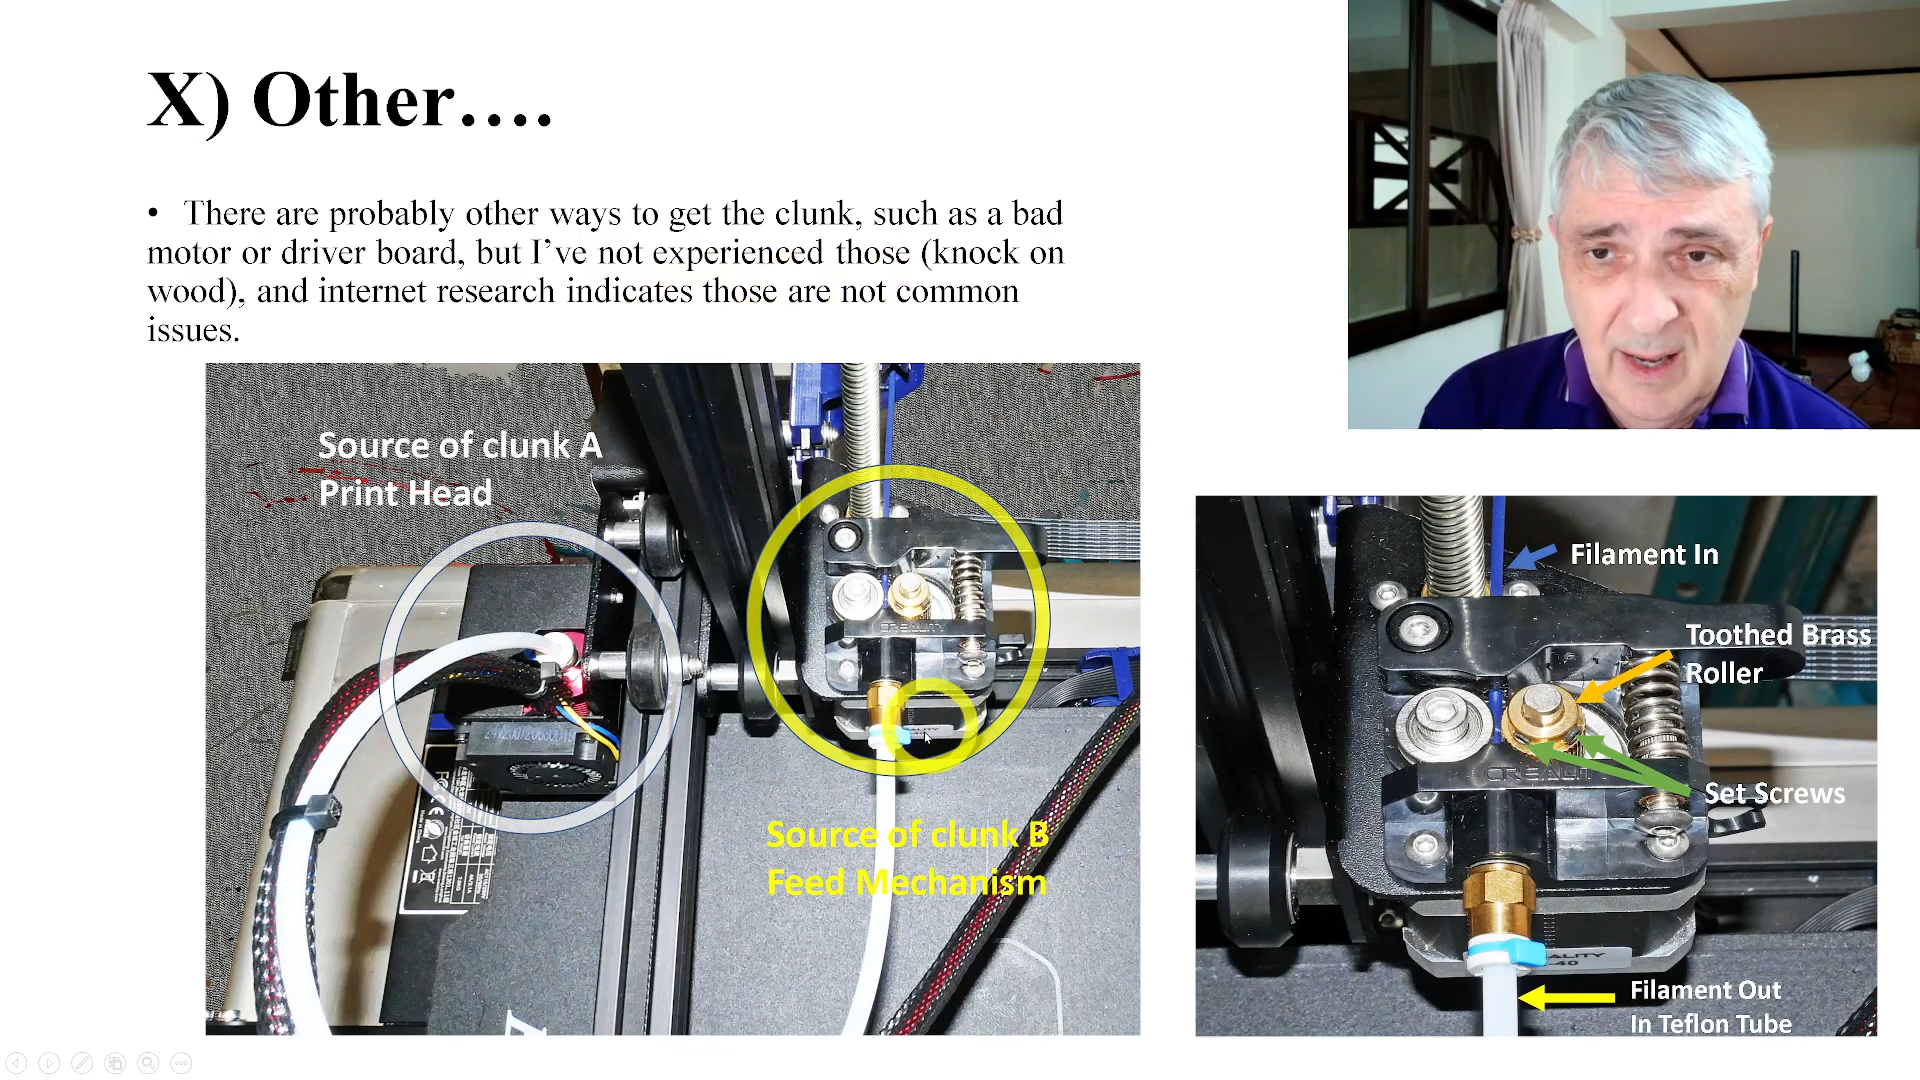 X) Other….
• There are probably other ways to get the clunk, such as a bad
motor or driver board, but I’ve not experienced those (knock on
wood), and internet research indicates those are not common
issues.
Source of clunk A
Print Head
Source of clunk B
Feed Mechanism
Filament In
Toothed Brass
Roller
Set Screws
Filament Out
In Teflon Tube